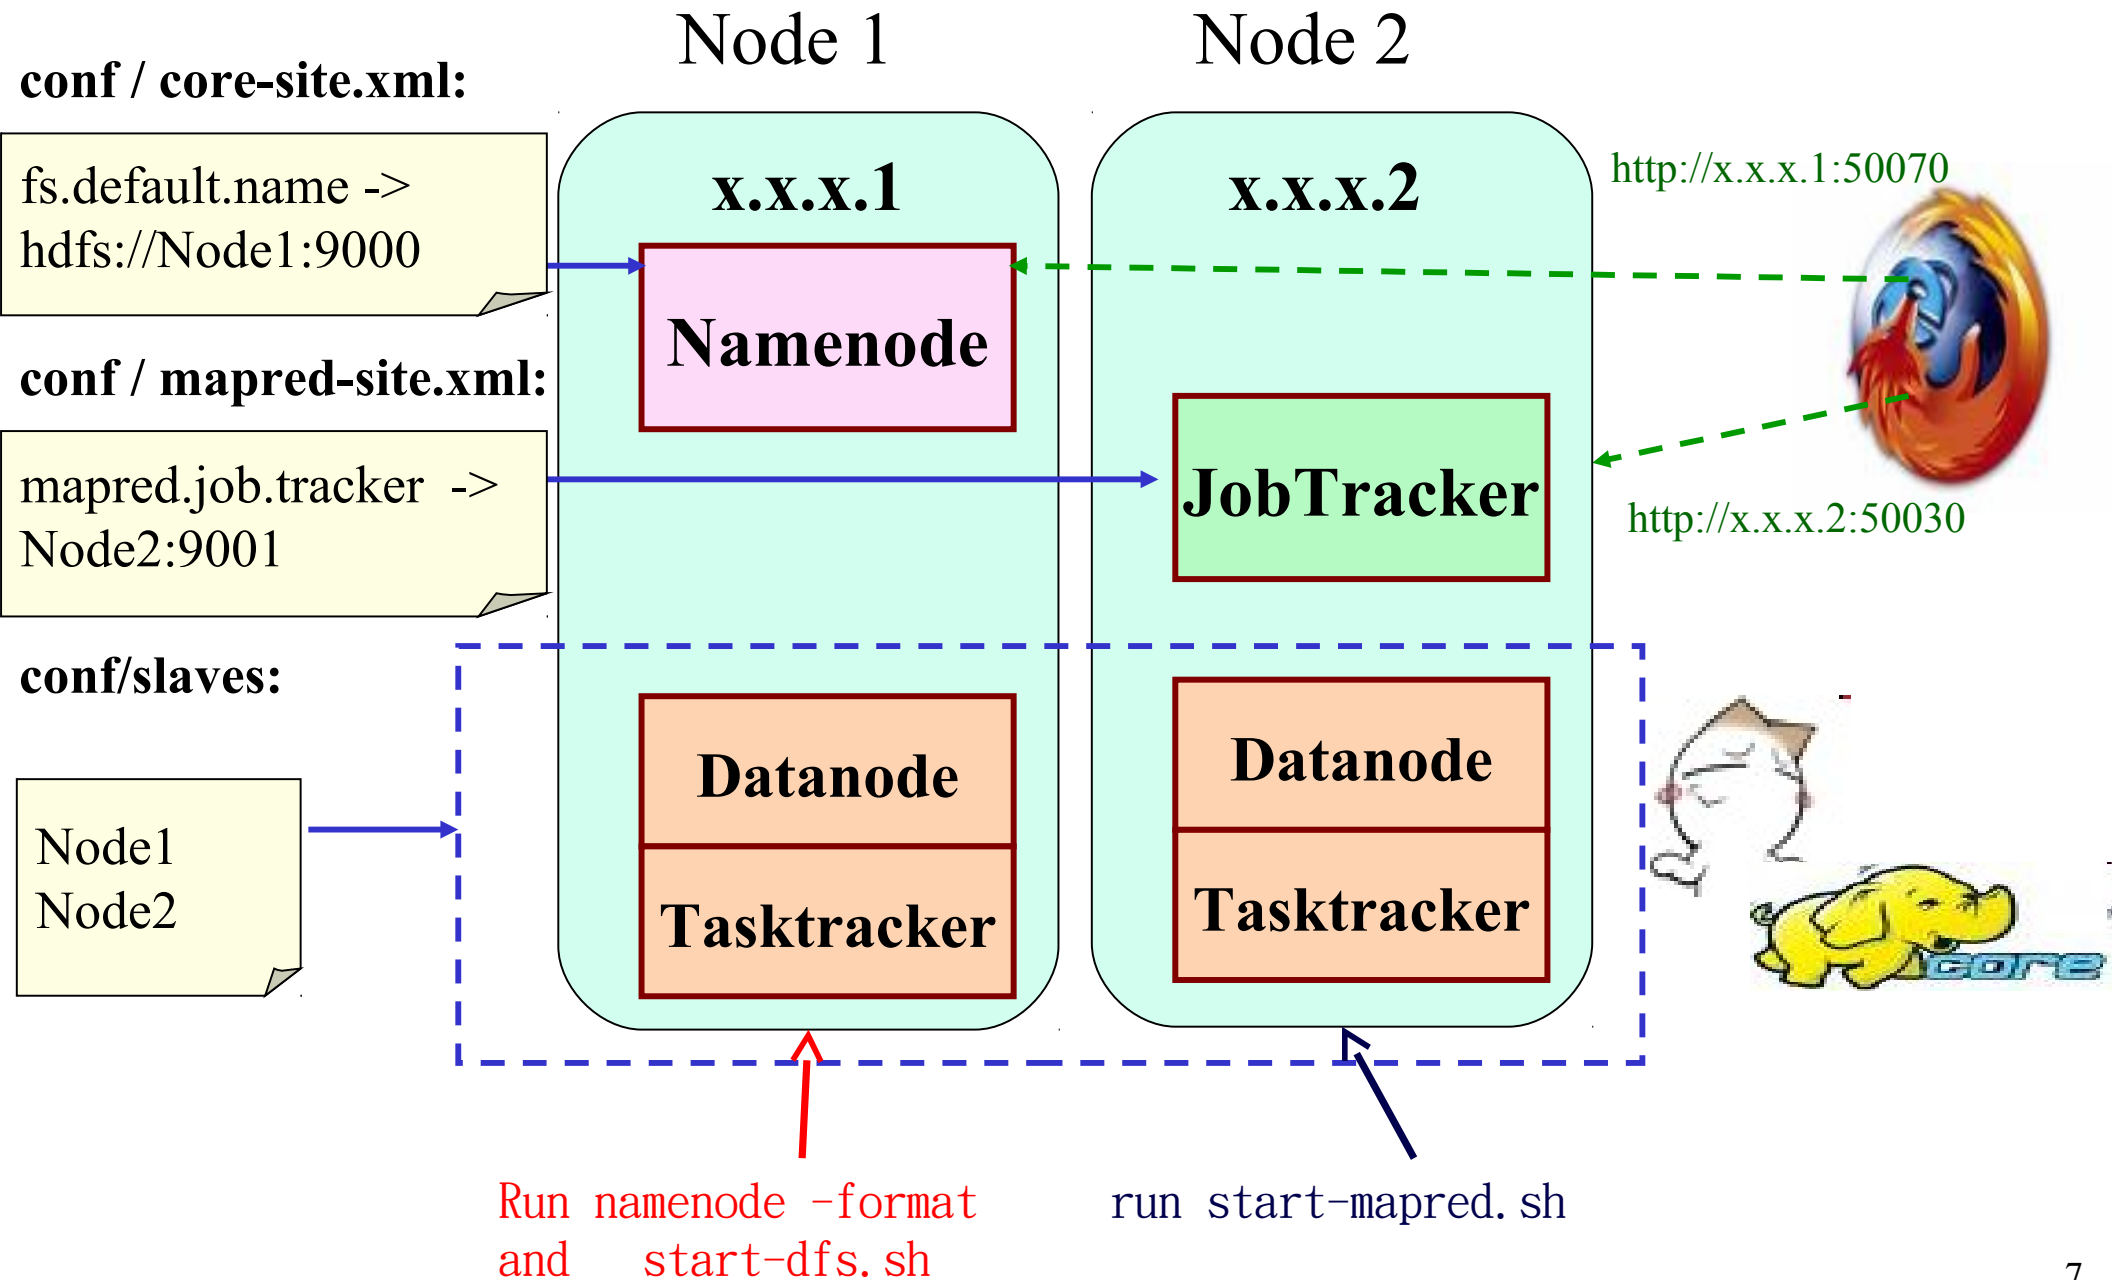 Node 1
Node 2
conf / core-site.xml:
fs.default.name ->
hdfs://Node1:9000
x.x.x.1
x.x.x.2
http://x.x.x.1:50070
Namenode
conf / mapred-site.xml:
mapred.job.tracker ->
Node2:9001
JobTracker
http://x.x.x.2:50030
conf/slaves:
Node1
Node2
Datanode
Tasktracker
Datanode
Tasktracker
core
Run namenode -format
and start-dfs.sh
run start-mapred.sh
7